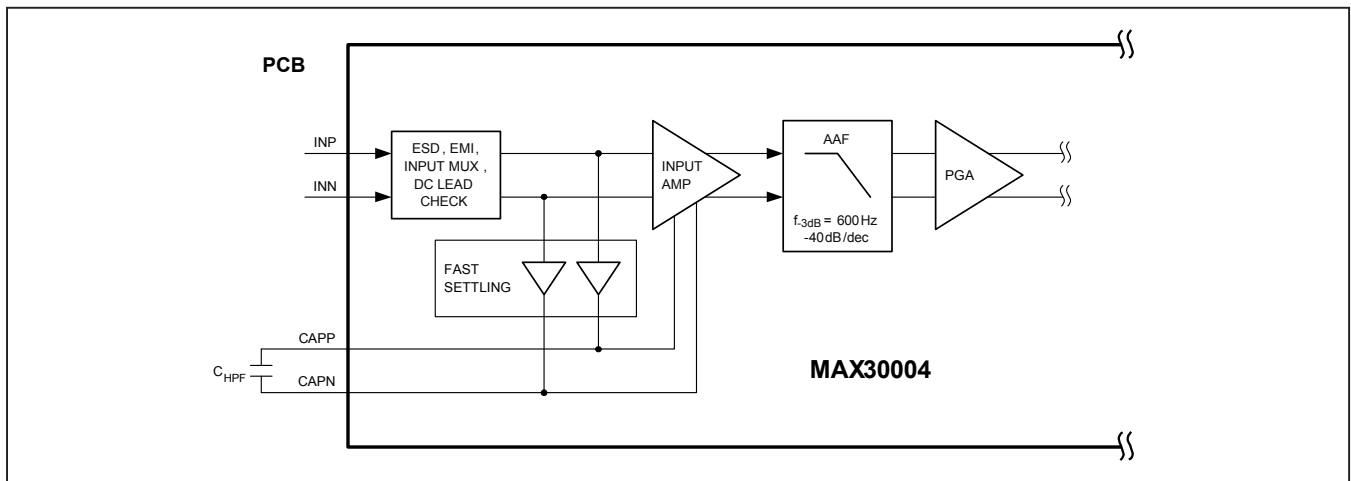 PCB
INP
INN
ESD , EMI ,
INPUT MUX ,
DC LEAD
CHECK
INPUT
AMP
AAF
f-3dB = 600Hz
-40dB/dec
PGA
FAST
SETTLING
CAPP
CHPF
CAPN
MAX30004